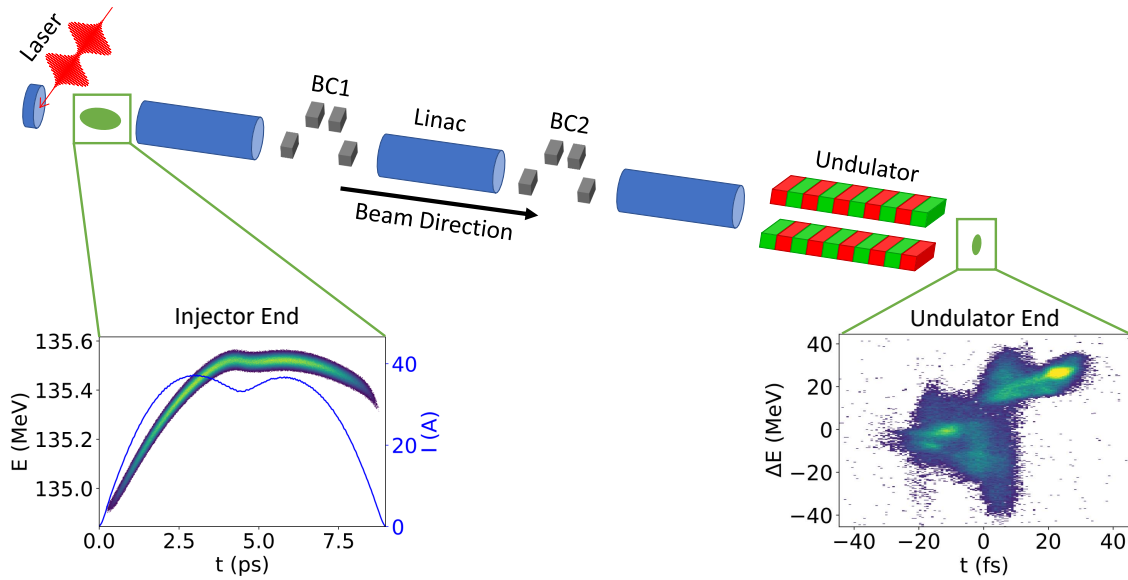 Laser
BC1
Linac
BC2
Undulator
Beam Direction
Injector End
135.6
135.4
135.2
135.0
E (MeV)
40
20
0
I (A)
0.0 2.5 5.0 7.5
t (ps)
Undulator End
40
20
0
−20
−40
ΔE (MeV)
−40 −20 0 20 40
t (fs)